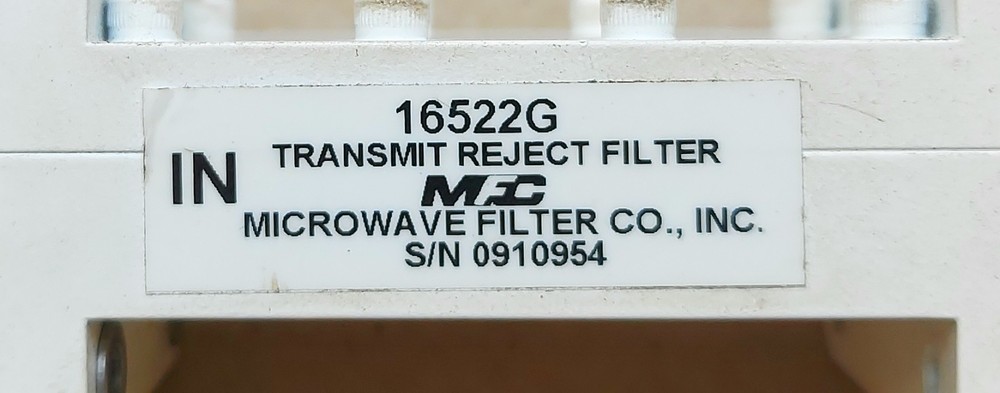 16522G
TRANSMIT REJECT FILTER
IN
MFC
MICROWAVE FILTER CO., INC.
S/N 0910954